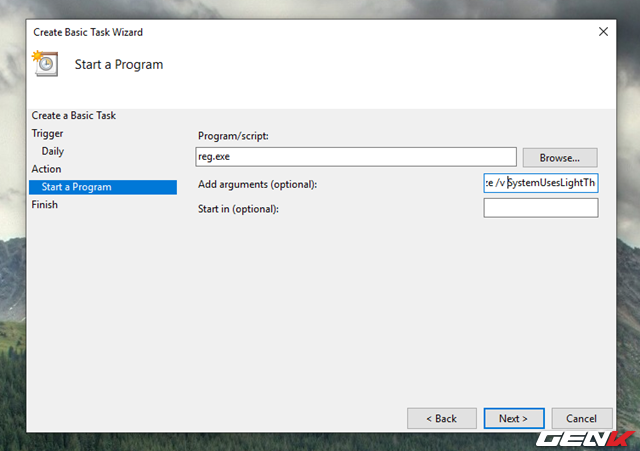 Create Basic Task Wizard
Start a Program
Create a Basic Task
Trigger
Daily
Action
Start a Program
Finish
Program/script:
reg.exe
Browse...
Add arguments (optional):
:e /v SystemUsesLightTh
Start in (optional):
< Back
Next >
Cancel
GENK